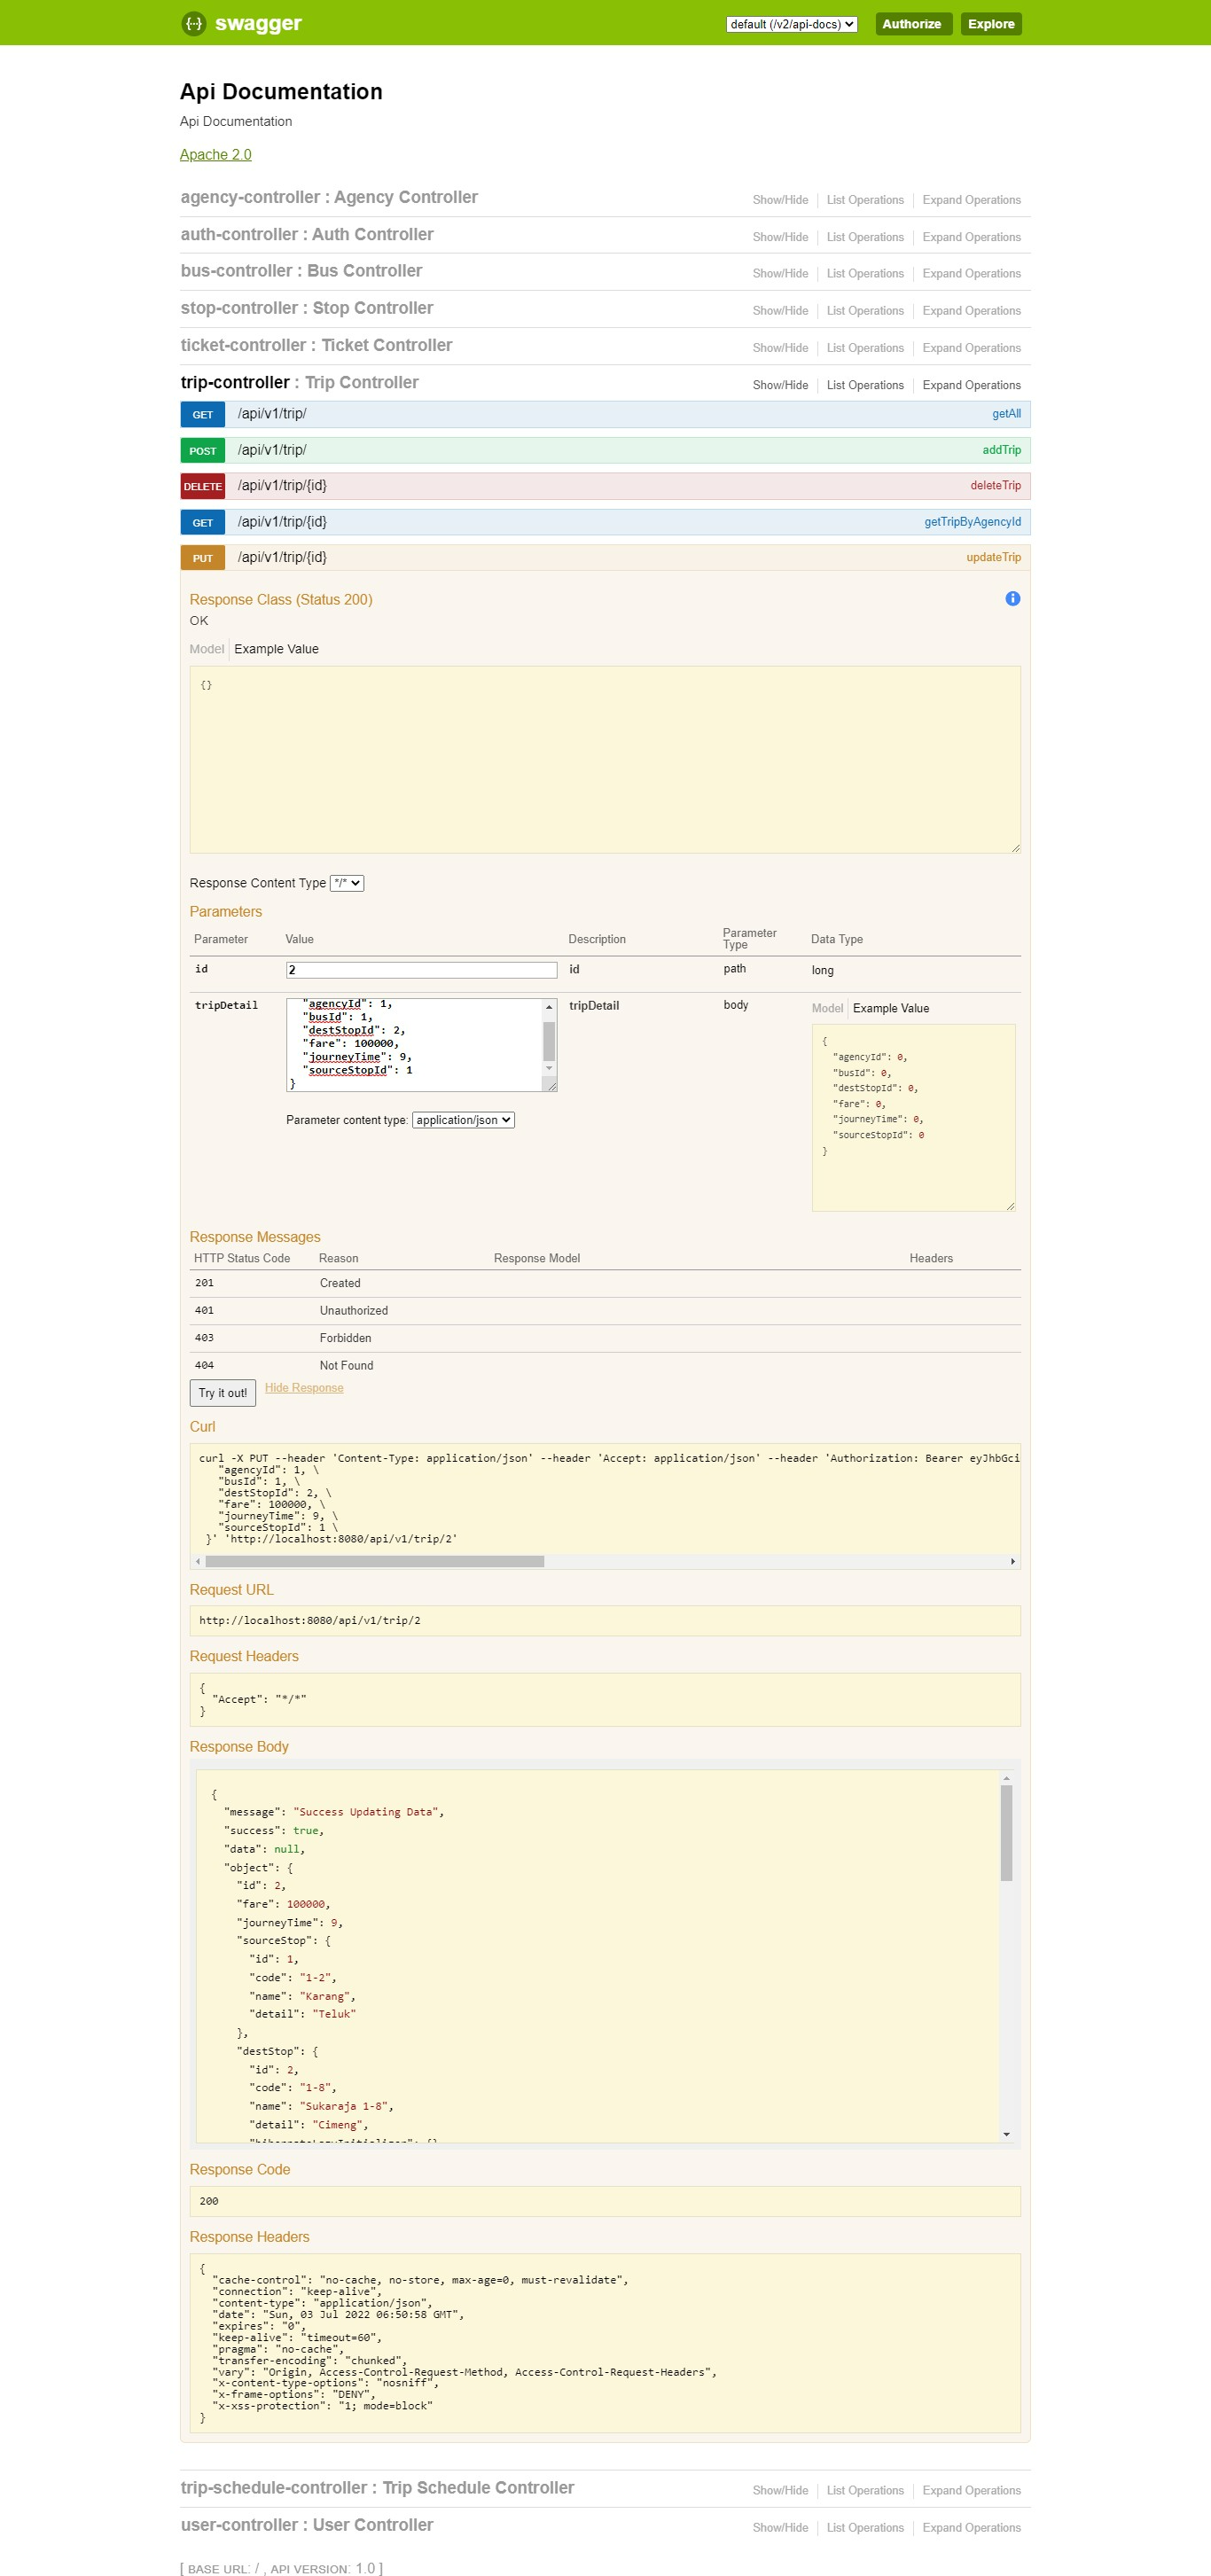 swagger
default (/v2/api-docs)
Authorize
Explore
Api Documentation
Api Documentation
Apache 2.0
agency-controller : Agency Controller Show/Hide List Operations Expand Operations
auth-controller : Auth Controller Show/Hide List Operations Expand Operations
bus-controller : Bus Controller Show/Hide List Operations Expand Operations
stop-controller : Stop Controller Show/Hide List Operations Expand Operations
ticket-controller : Ticket Controller Show/Hide List Operations Expand Operations
trip-controller : Trip Controller Show/Hide List Operations Expand Operations
GET /api/v1/trip/ getAll
POST /api/v1/trip/ addTrip
DELETE /api/v1/trip/{id} deleteTrip
GET /api/v1/trip/{id} getTripByAgencyId
PUT /api/v1/trip/{id} updateTrip
Response Class (Status 200)
OK
Model Example Value
{}
Response Content Type */*
Parameters
Parameter Value Description Parameter Type Data Type
id 2 id path long
tripDetail
"agencyId": 1,
"busId": 1,
"destStopId": 2,
"fare": 100000,
"journeyTime": 9,
"sourceStopId": 1
}
Parameter content type: application/json
tripDetail body
Model Example Value
{
"agencyId": 0,
"busId": 0,
"destStopId": 0,
"fare": 0,
"journeyTime": 0,
"sourceStopId": 0
}
Response Messages
HTTP Status Code Reason Response Model Headers
201 Created
401 Unauthorized
403 Forbidden
404 Not Found
Try it out! Hide Response
Curl
curl -X PUT --header 'Content-Type: application/json' --header 'Accept: application/json' --header 'Authorization: Bearer eyJhbGci
"agencyId": 1, \
"busId": 1, \
"destStopId": 2, \
"fare": 100000, \
"journeyTime": 9, \
"sourceStopId": 1 \
}' 'http://localhost:8080/api/v1/trip/2'
Request URL
http://localhost:8080/api/v1/trip/2
Request Headers
{
"Accept": "*/*"
}
Response Body
{
"message": "Success Updating Data",
"success": true,
"data": null,
"object": {
"id": 2,
"fare": 100000,
"journeyTime": 9,
"sourceStop": {
"id": 1,
"code": "1-2",
"name": "Karang",
"detail": "Teluk"
},
"destStop": {
"id": 2,
"code": "1-8",
"name": "Sukaraja 1-8",
"detail": "Cimeng",
"hibernateLazyInitializer": {}
Response Code
200
Response Headers
{
"cache-control": "no-cache, no-store, max-age=0, must-revalidate",
"connection": "keep-alive",
"content-type": "application/json",
"date": "Sun, 03 Jul 2022 06:50:58 GMT",
"expires": "0",
"keep-alive": "timeout=60",
"pragma": "no-cache",
"transfer-encoding": "chunked",
"vary": "Origin, Access-Control-Request-Method, Access-Control-Request-Headers",
"x-content-type-options": "nosniff",
"x-frame-options": "DENY",
"x-xss-protection": "1; mode=block"
}
trip-schedule-controller : Trip Schedule Controller Show/Hide List Operations Expand Operations
user-controller : User Controller Show/Hide List Operations Expand Operations
[ BASE URL: / , API VERSION: 1.0 ]